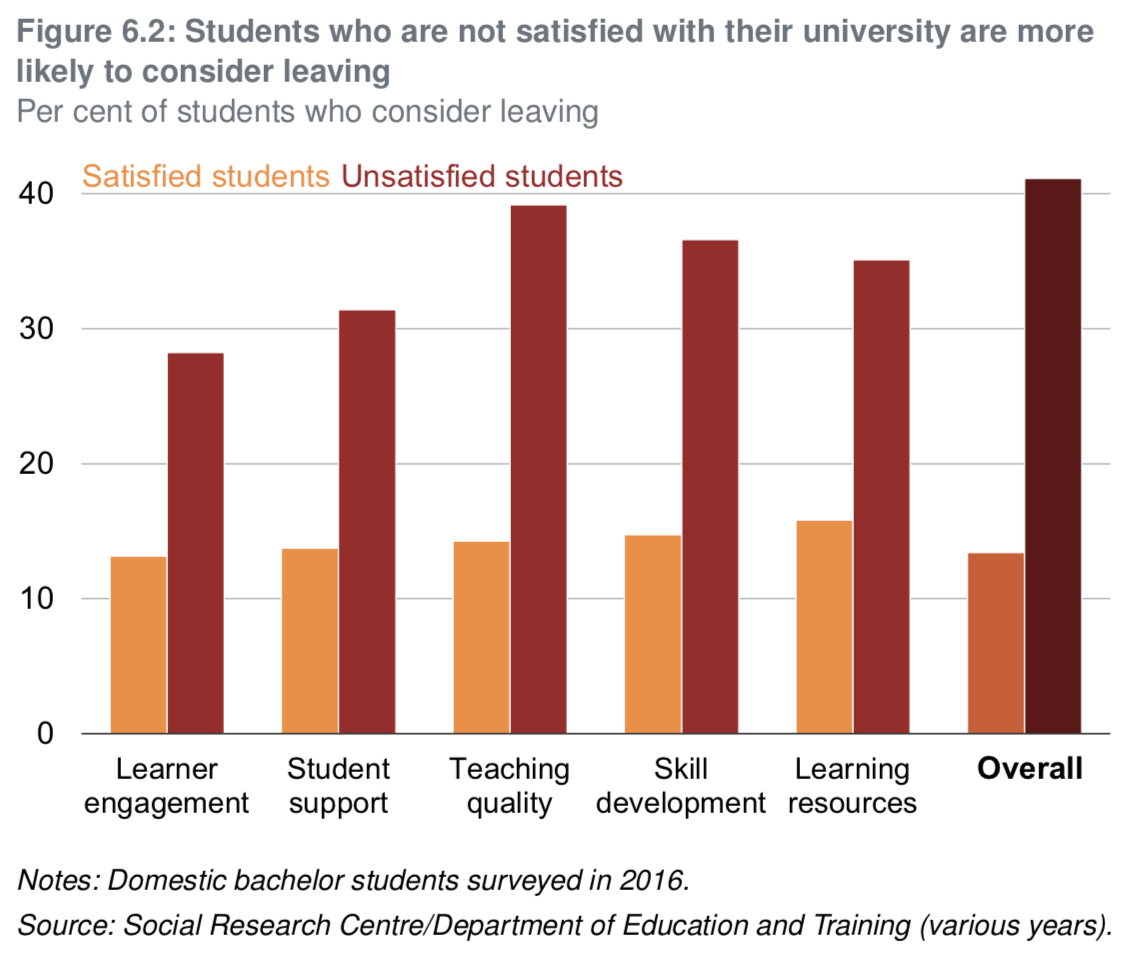 Figure 6.2: Students who are not satisfied with their university are more
likely to consider leaving
Per cent of students who consider leaving
Satisfied students Unsatisfied students
40
30
20
10
0
Learner engagement
Student support
Teaching quality
Skill development
Learning resources
Overall
Notes: Domestic bachelor students surveyed in 2016.
Source: Social Research Centre/Department of Education and Training (various years).